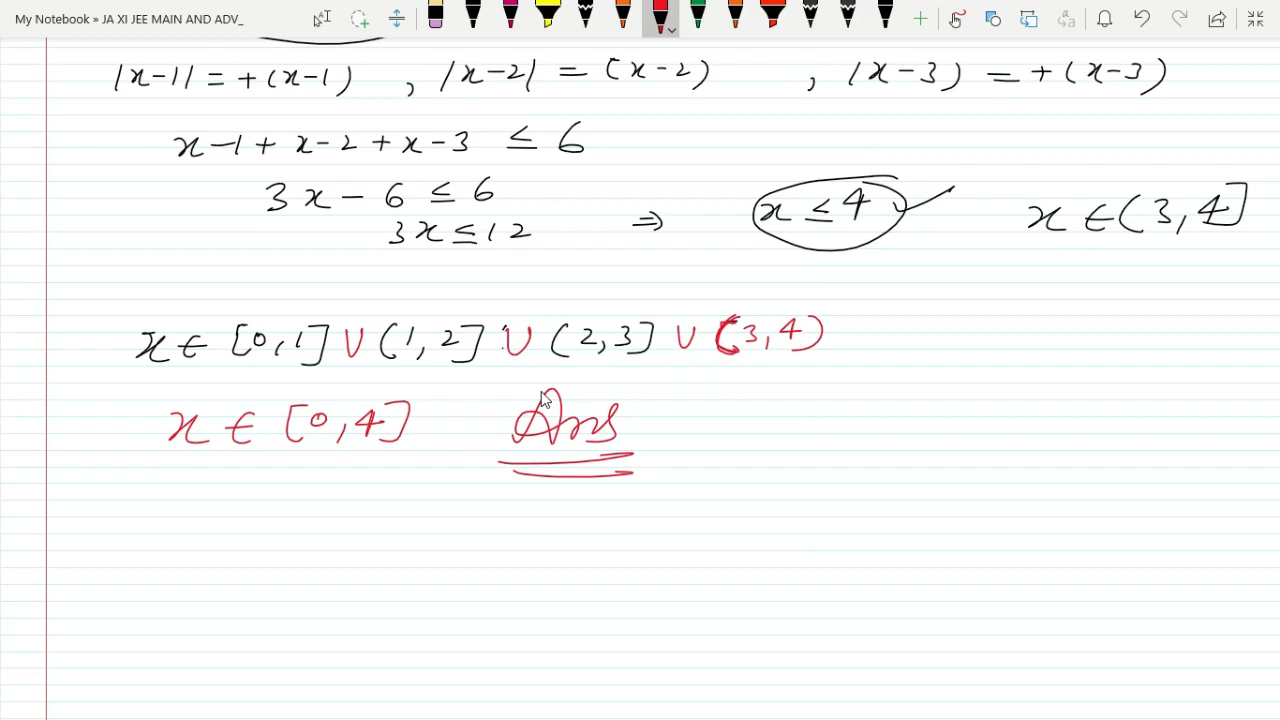 My Notebook » JA XI JEE MAIN AND ADV_
|x-1| = +(x-1) , |x-2| = (x-2) , |x-3) = +(x-3)
x-1 + x-2 + x-3 ≤ 6
3x - 6 ≤ 6
3x ≤ 12 ⇒ x ≤ 4 x ∈ (3,4]
x ∈ [0,1] ∪ (1,2] ∪ (2,3] ∪ (3,4)
x ∈ [0,4] Ans